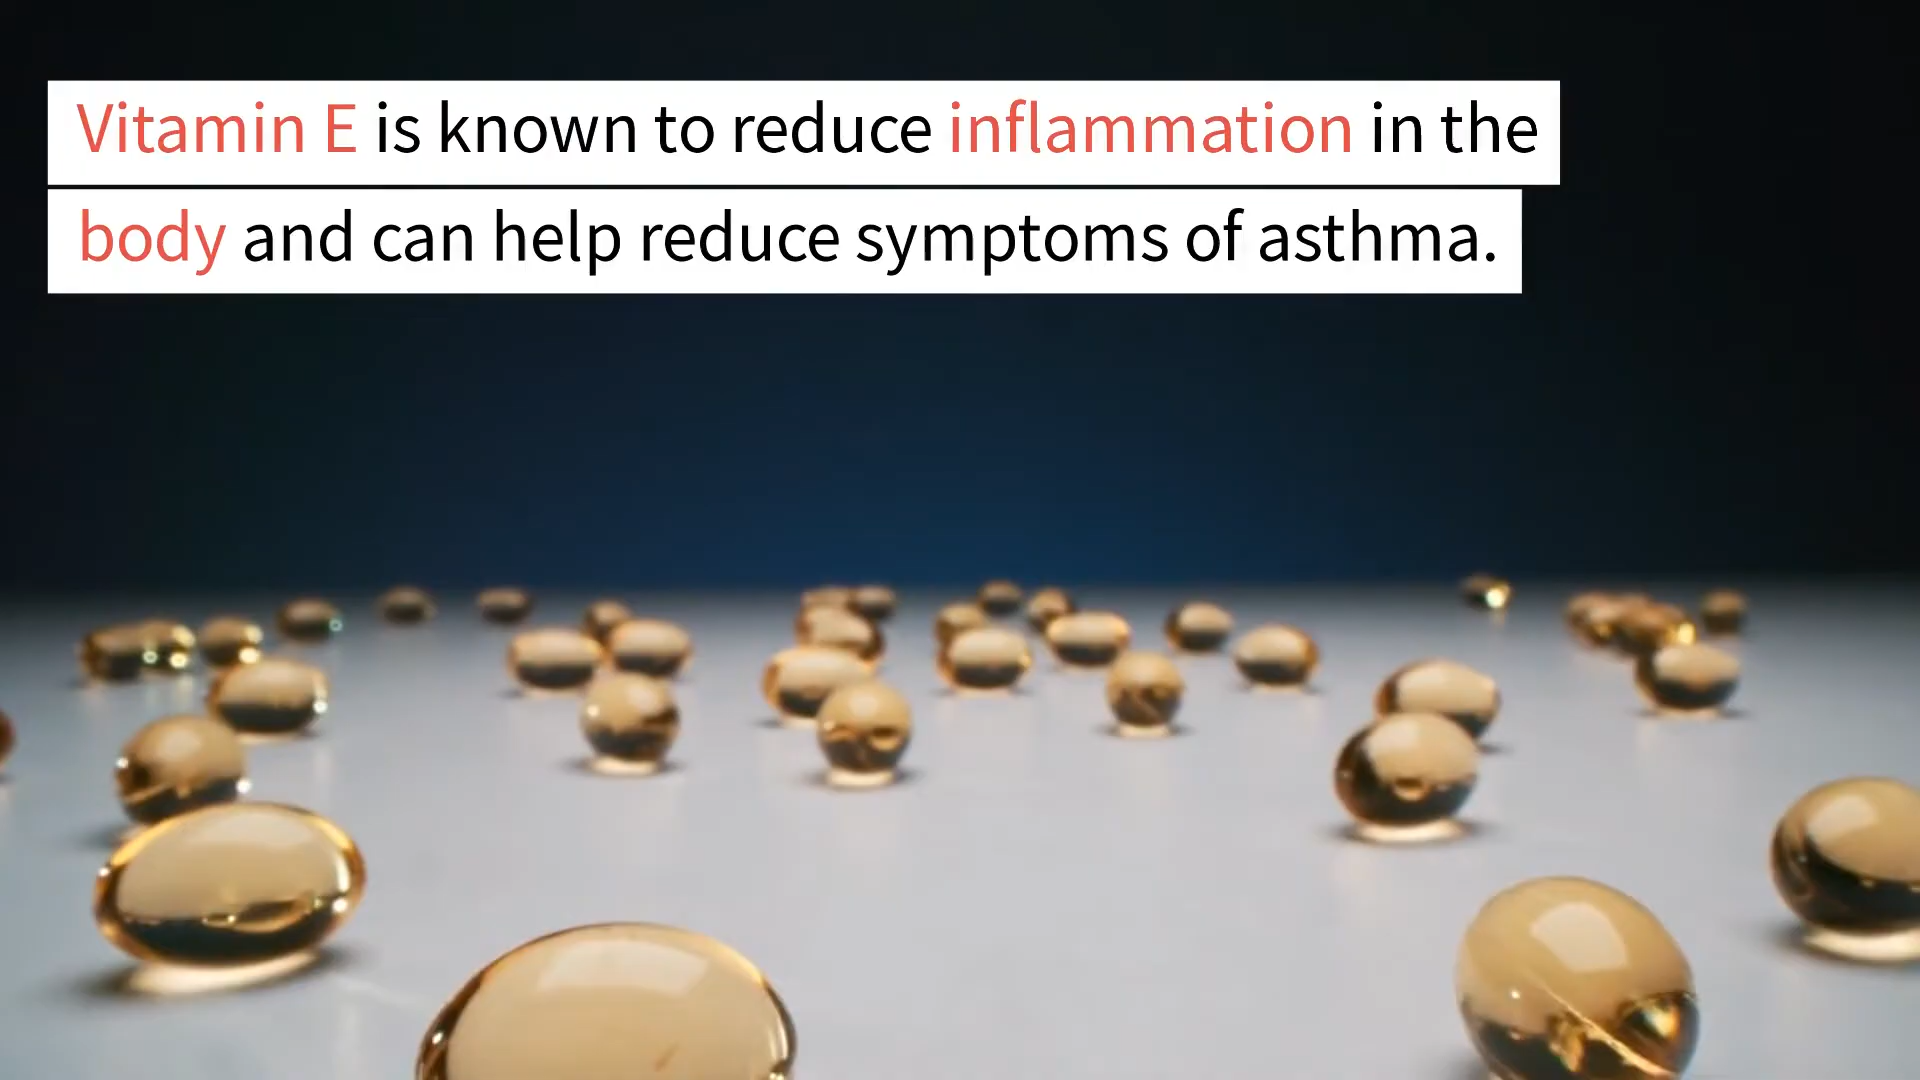 Vitamin E is known to reduce inflammation in the
body and can help reduce symptoms of asthma.